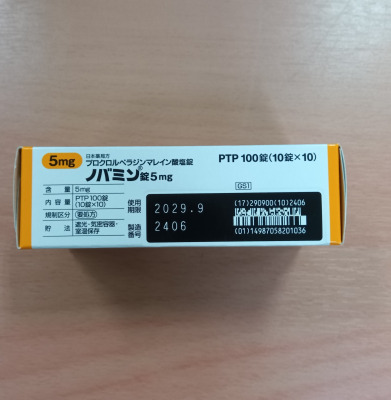 5mg
日本薬局方
プロクロルペラジンマレイン酸塩錠
ノバミン®錠5mg
PTP 100錠(10錠×10)
含量 5mg
内容量 PTP100錠
(10錠×10)
規制区分 要処方
貯法 遮光・気密容器・
室温保存
使用
期限 2029.9
製造
番号 2406
GS1
(17)290900(10)2406
(01)14987058201036